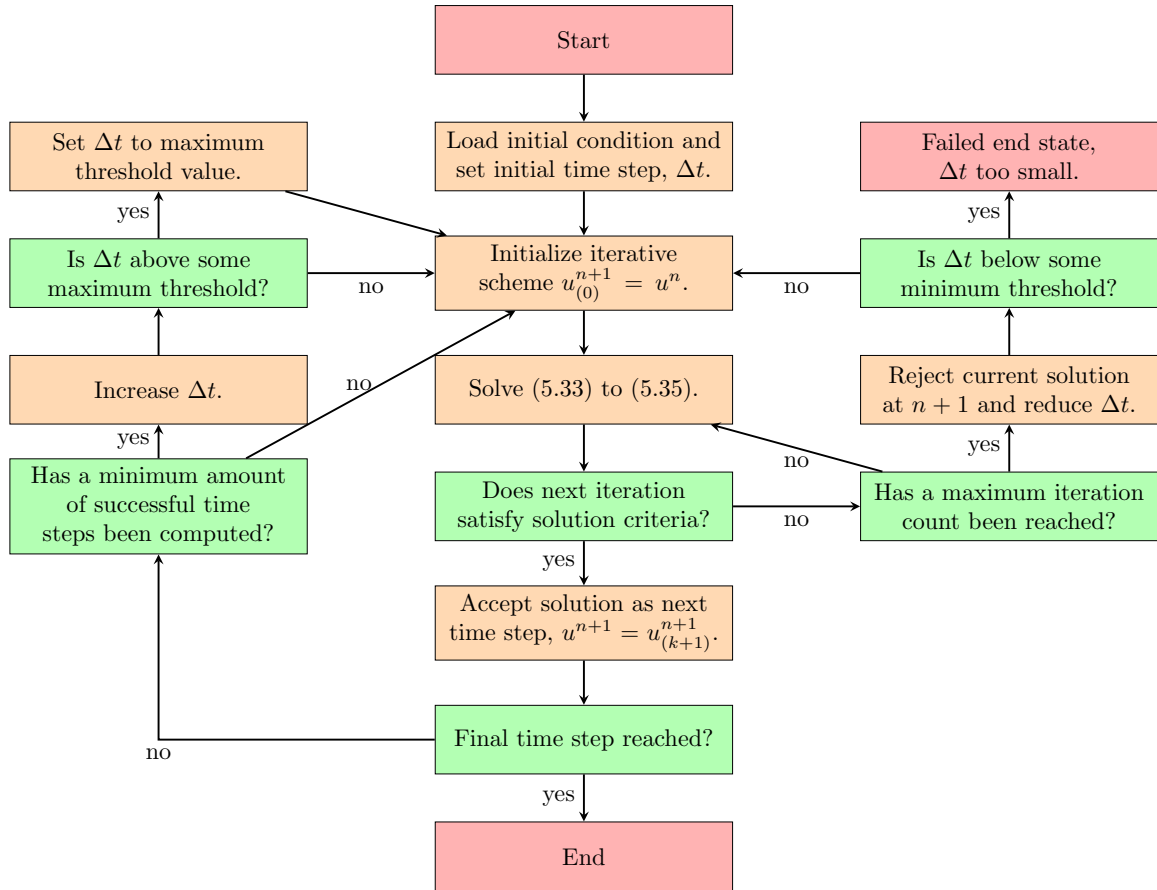 Start
Set Δt to maximum
threshold value.
Load initial condition and
set initial time step, Δt.
Failed end state,
Δt too small.
yes
yes
Is Δt above some
maximum threshold?
no
Initialize iterative
scheme u_{(0)}^{n+1} = u^n.
no
Is Δt below some
minimum threshold?
Increase Δt.
no
Solve (5.33) to (5.35).
Reject current solution
at n + 1 and reduce Δt.
yes
no
yes
Has a minimum amount
of successful time
steps been computed?
Does next iteration
satisfy solution criteria?
no
Has a maximum iteration
count been reached?
yes
Accept solution as next
time step, u^{n+1} = u_{(k+1)}^{n+1}.
no
Final time step reached?
yes
End